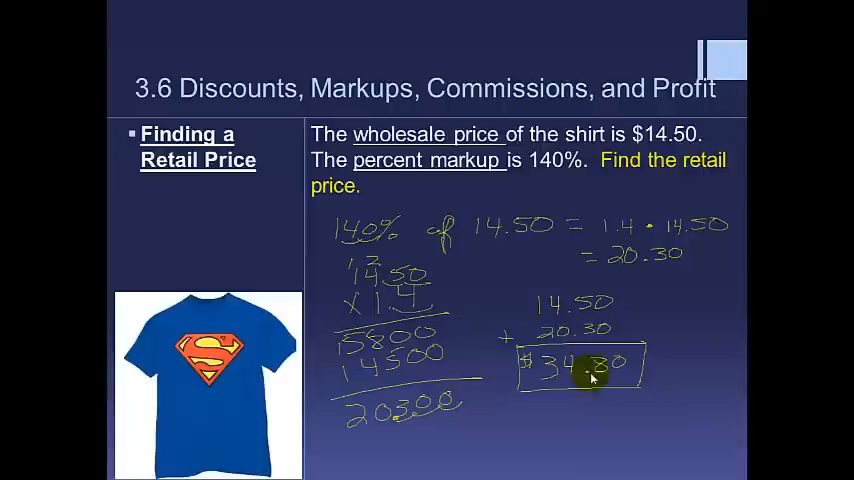 3.6 Discounts, Markups, Commissions, and Profit
Finding a
Retail Price
The wholesale price of the shirt is $14.50.
The percent markup is 140%. Find the retail
price.
140% of 14.50 = 1.4 · 14.50
= 20.30
1 2
14.50
x 1.4
5800
14500
20300
14.50
+ 20.30
$34.80
S